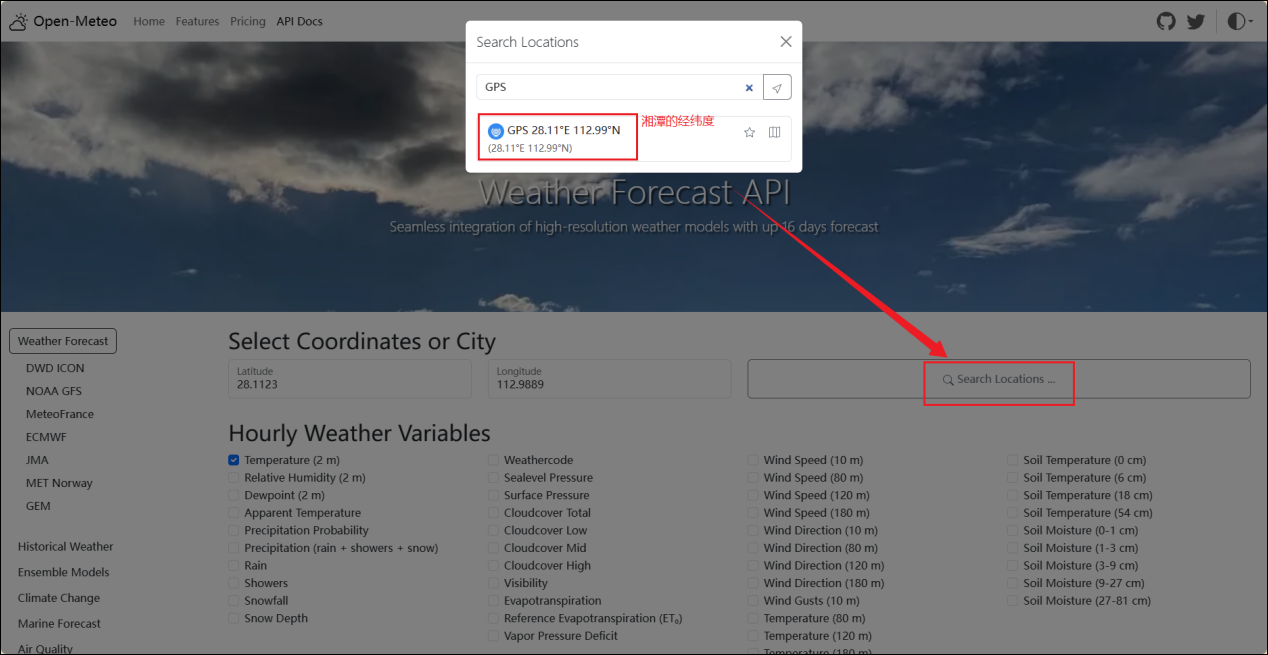 Open-Meteo Home Features Pricing API Docs
Search Locations
GPS
GPS 28.11°E 112.99°N
(28.11°E 112.99°N)
湘潭的经纬度
Weather Forecast API
Seamless integration of high-resolution weather models with up 16 days forecast
Weather Forecast
DWD ICON
NOAA GFS
MeteoFrance
ECMWF
JMA
MET Norway
GEM
Historical Weather
Ensemble Models
Climate Change
Marine Forecast
Air Quality
Select Coordinates or City
Latitude
28.1123
Longitude
112.9889
Search Locations ...
Hourly Weather Variables
Temperature (2 m)
Relative Humidity (2 m)
Dewpoint (2 m)
Apparent Temperature
Precipitation Probability
Precipitation (rain + showers + snow)
Rain
Showers
Snowfall
Snow Depth
Weathercode
Sealevel Pressure
Surface Pressure
Cloudcover Total
Cloudcover Low
Cloudcover Mid
Cloudcover High
Visibility
Evapotranspiration
Reference Evapotranspiration (ET₀)
Vapor Pressure Deficit
Wind Speed (10 m)
Wind Speed (80 m)
Wind Speed (120 m)
Wind Speed (180 m)
Wind Direction (10 m)
Wind Direction (80 m)
Wind Direction (120 m)
Wind Direction (180 m)
Wind Gusts (10 m)
Temperature (80 m)
Temperature (120 m)
Temperature (180 m)
Soil Temperature (0 cm)
Soil Temperature (6 cm)
Soil Temperature (18 cm)
Soil Temperature (54 cm)
Soil Moisture (0-1 cm)
Soil Moisture (1-3 cm)
Soil Moisture (3-9 cm)
Soil Moisture (9-27 cm)
Soil Moisture (27-81 cm)